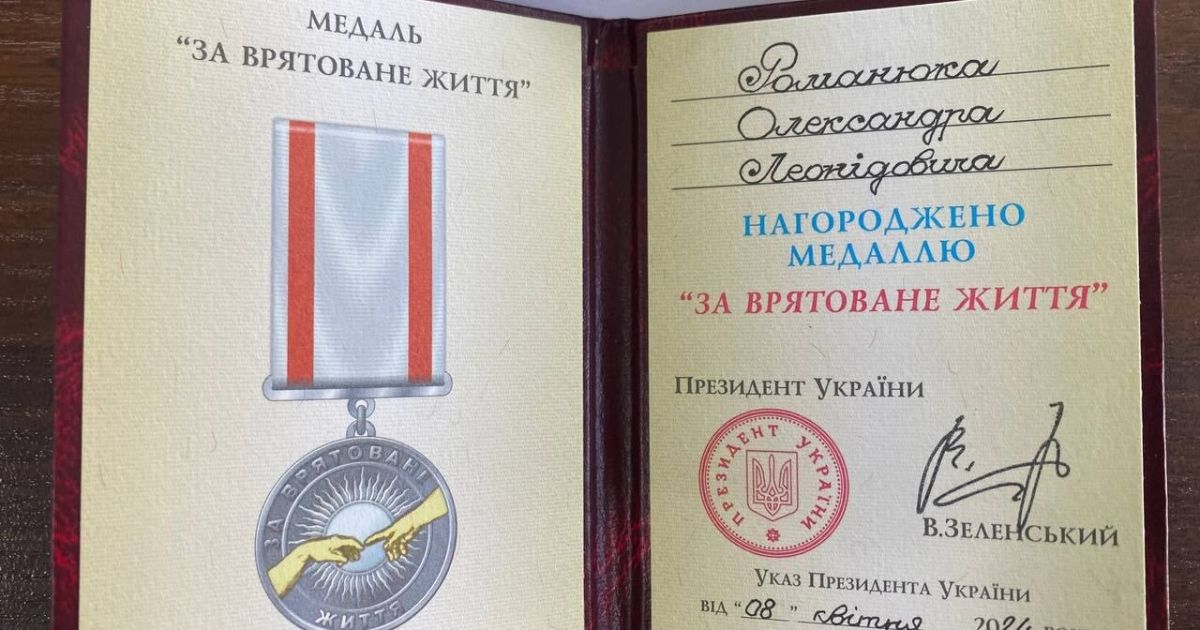 МЕДАЛЬ
“ЗА ВРЯТОВАНЕ ЖИТТЯ”
ЗА ВРЯТОВАНЕ
ЖИТТЯ
Романюка
Олександра
Леонідовича
НАГОРОДЖЕНО
МЕДАЛЛЮ
“ЗА ВРЯТОВАНЕ ЖИТТЯ”
ПРЕЗИДЕНТ УКРАЇНИ
ПРЕЗИДЕНТ УКРАЇНИ
В.ЗЕЛЕНСЬКИЙ
УКАЗ ПРЕЗИДЕНТА УКРАЇНИ
ВІД “08” квітня 2024